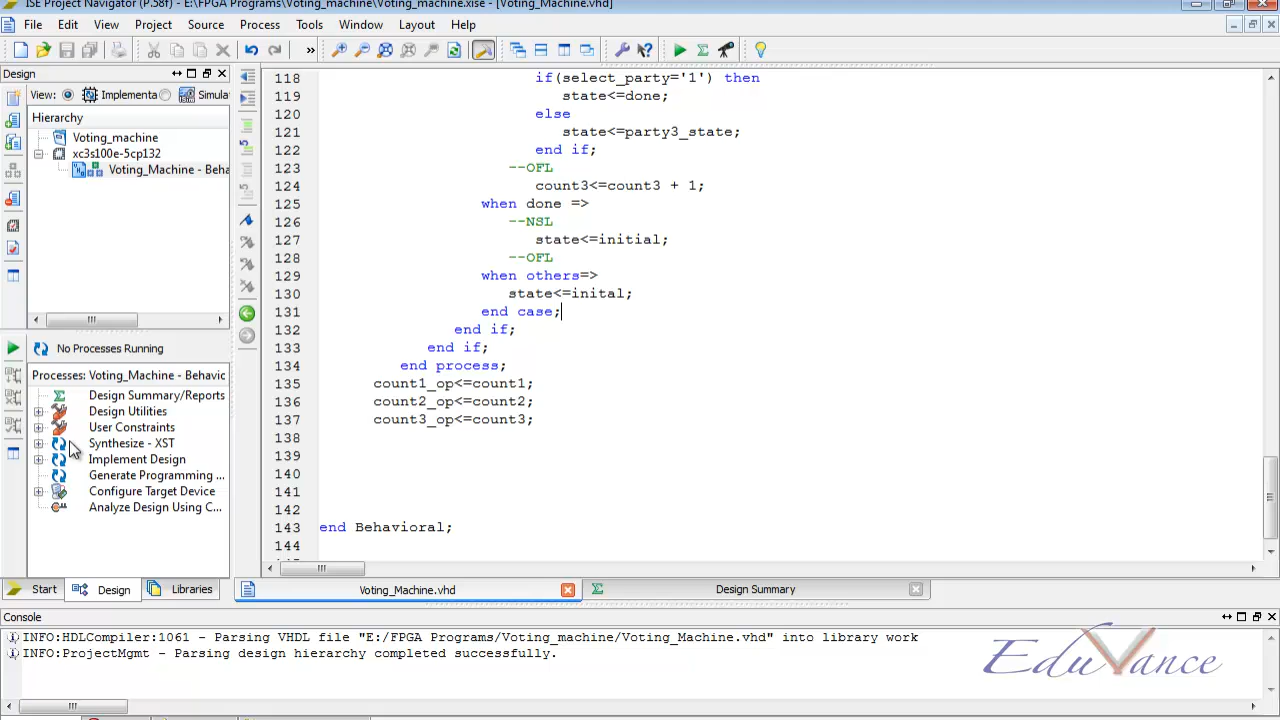 ISE Project Navigator (P.58f) - E:\FPGA Programs\Voting_machine\Voting_machine.xise - [Voting_Machine.vhd]
File Edit View Project Source Process Tools Window Layout Help
»
Design
View: Implementa Simula
Hierarchy
Voting_machine
xc3s100e-5cp132
Voting_Machine - Beha
No Processes Running
Processes: Voting_Machine - Behavic
Design Summary/Reports
Design Utilities
User Constraints
Synthesize - XST
Implement Design
Generate Programming ...
Configure Target Device
Analyze Design Using C...
Start Design Libraries
118 if(select_party='1') then
119 state<=done;
120 else
121 state<=party3_state;
122 end if;
123 --OFL
124 count3<=count3 + 1;
125 when done =>
126 --NSL
127 state<=initial;
128 --OFL
129 when others=>
130 state<=inital;
131 end case;
132 end if;
133 end if;
134 end process;
135 count1_op<=count1;
136 count2_op<=count2;
137 count3_op<=count3;
138
139
140
141
142
143 end Behavioral;
144
Voting_Machine.vhd Design Summary
Console
INFO:HDLCompiler:1061 - Parsing VHDL file "E:/FPGA Programs/Voting_machine/Voting_Machine.vhd" into library work
INFO:ProjectMgmt - Parsing design hierarchy completed successfully.
EduVance